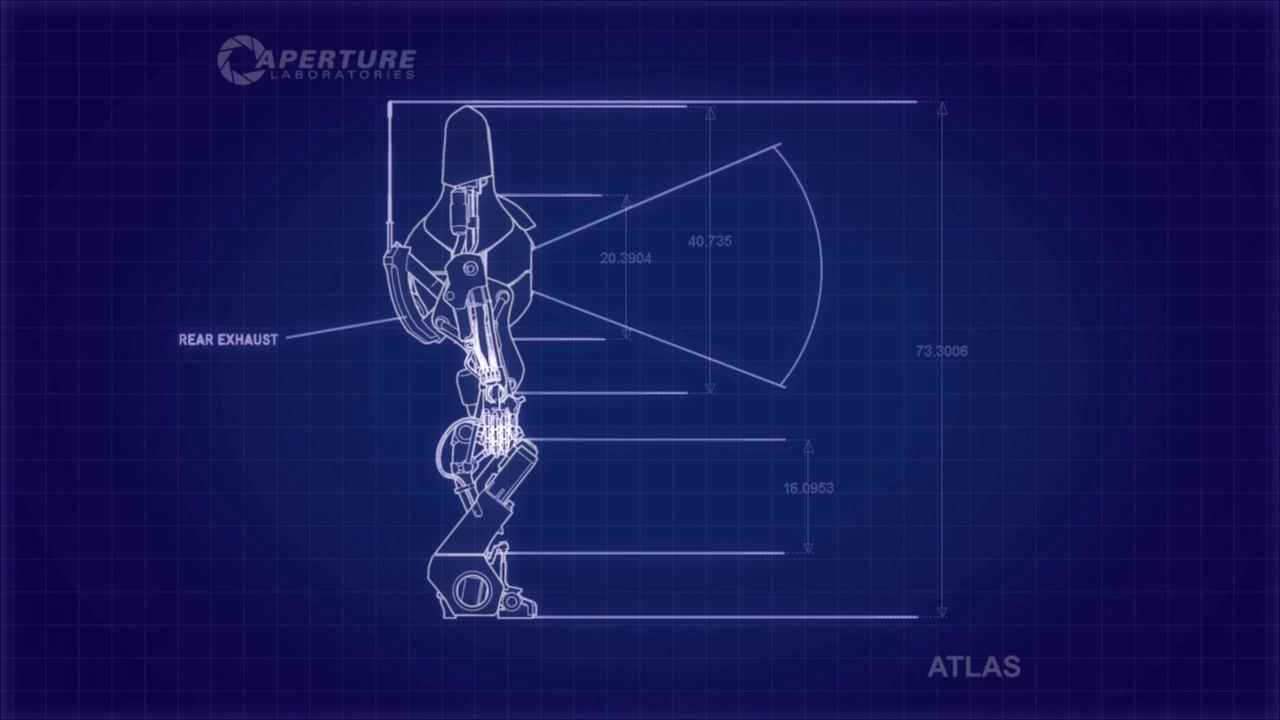 APERTURE
LABORATORIES
40.735
20.3904
REAR EXHAUST
73.3006
16.0953
ATLAS